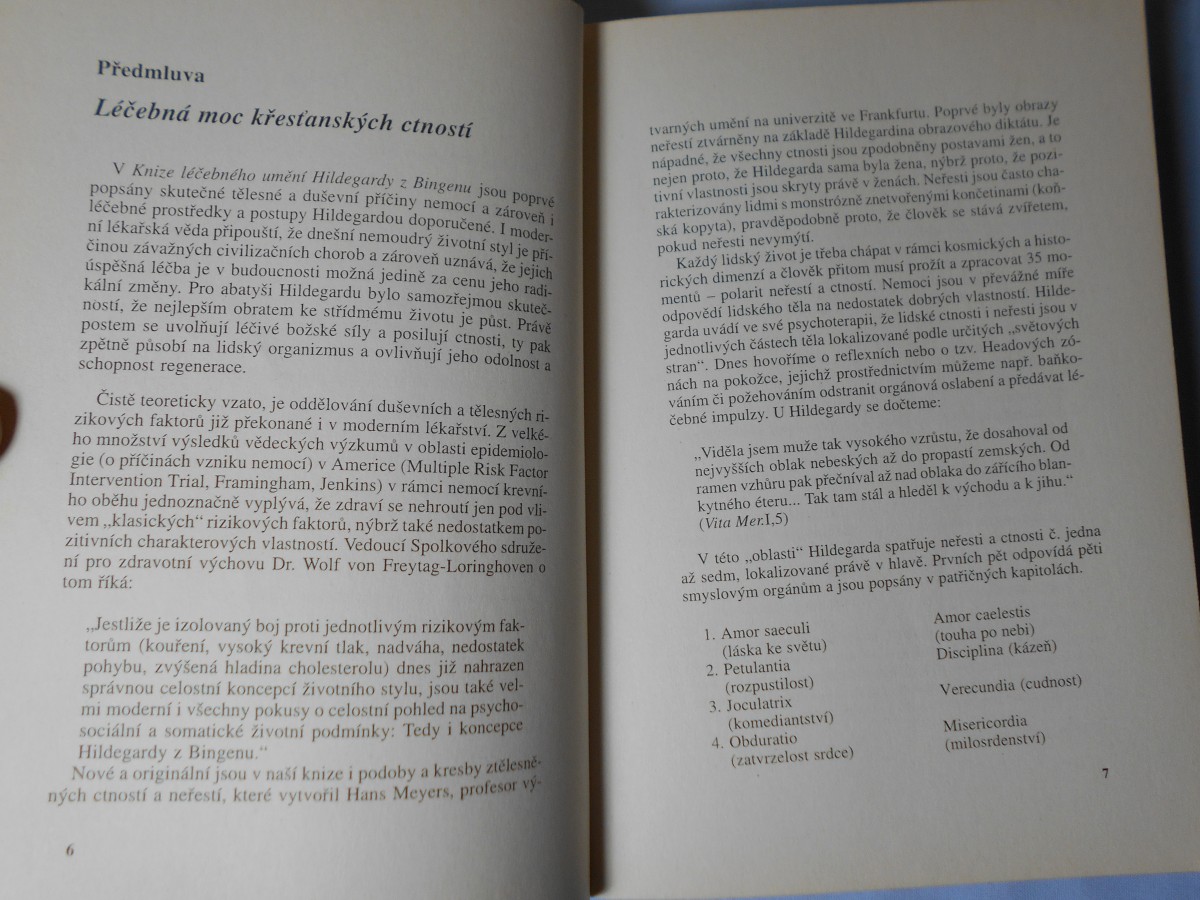 Předmluva
Léčebná moc křesťanských ctností
V Knize léčebného umění Hildegardy z Bingenu jsou poprvé
popsány skutečné tělesné a duševní příčiny nemocí a zároveň i
léčebné prostředky a postupy Hildegardou doporučené. I moder-
ní lékařská věda připouští, že dnešní nemoudrý životní styl je pří-
činou závažných civilizačních chorob a zároveň uznává, že jejich
úspěšná léčba je v budoucnosti možná jedině za cenu jeho radi-
kální změny. Pro abatyši Hildegardu bylo samozřejmou skuteč-
ností, že nejlepším obratem ke střídmému životu je půst. Právě
postem se uvolňují léčivé božské síly a posilují ctnosti, ty pak
zpětně působí na lidský organizmus a ovlivňují jeho odolnost a
schopnost regenerace.
Čistě teoreticky vzato, je oddělování duševních a tělesných ri-
zikových faktorů již překonané i v moderním lékařství. Z velké-
ho množství výsledků vědeckých výzkumů v oblasti epidemiolo-
gie (o příčinách vzniku nemocí) v Americe (Multiple Risk Factor
Intervention Trial, Framingham, Jenkins) v rámci nemocí krevní-
ho oběhu jednoznačně vyplývá, že zdraví se nehroutí jen pod vli-
vem „klasických“ rizikových faktorů, nýbrž také nedostatkem po-
zitivních charakterových vlastností. Vedoucí Spolkového sdruže-
ní pro zdravotní výchovu Dr. Wolf von Freytag-Loringhoven o
tom říká:
„Jestliže je izolovaný boj proti jednotlivým rizikovým fak-
torům (kouření, vysoký krevní tlak, nadváha, nedostatek
pohybu, zvýšená hladina cholesterolu) dnes již nahrazen
správnou celostní koncepcí životního stylu, jsou také vel-
mi moderní i všechny pokusy o celostní pohled na psycho-
sociální a somatické životní podmínky: Tedy i koncepce
Hildegardy z Bingenu.“
Nové a originální jsou v naší knize i podoby a kresby ztělesně-
ných ctností a neřestí, které vytvořil Hans Meyers, profesor vý-
6
tvarných umění na univerzitě ve Frankfurtu. Poprvé byly obrazy
neřestí ztvárněny na základě Hildegardina obrazového diktátu. Je
nápadné, že všechny ctnosti jsou zpodobněny postavami žen, a to
nejen proto, že Hildegarda sama byla žena, nýbrž proto, že pozi-
tivní vlastnosti jsou skryty právě v ženách. Neřesti jsou často cha-
rakterizovány lidmi s monstrózně znetvořenými končetinami (koň-
ská kopyta), pravděpodobně proto, že člověk se stává zvířetem,
pokud neřesti nevymýtí.
Každý lidský život je třeba chápat v rámci kosmických a histo-
rických dimenzí a člověk přitom musí prožít a zpracovat 35 mo-
mentů – polarit neřestí a ctností. Nemoci jsou v převážné míře
odpovědí lidského těla na nedostatek dobrých vlastností. Hilde-
garda uvádí ve své psychoterapii, že lidské ctnosti i neřesti jsou v
jednotlivých částech těla lokalizované podle určitých „světových
stran“. Dnes hovoříme o reflexních nebo o tzv. Headových zó-
nách na pokožce, jejichž prostřednictvím můžeme např. baňko-
váním či požehováním odstranit orgánová oslabení a předávat lé-
čebné impulzy. U Hildegardy se dočteme:
„Viděla jsem muže tak vysokého vzrůstu, že dosahoval od
nejvyšších oblak nebeských až do propastí zemských. Od
ramen vzhůru pak přečníval až nad oblaka do zářícího blan-
kytného éteru... Tak tam stál a hleděl k východu a k jihu.“
(Vita Mer.I,5)
V této „oblasti“ Hildegarda spatřuje neřesti a ctnosti č. jedna
až sedm, lokalizované právě v hlavě. Prvních pět odpovídá pěti
smyslovým orgánům a jsou popsány v patřičných kapitolách.
1. Amor saeculi Amor caelestis
(láska ke světu) (touha po nebi)
2. Petulantia Disciplina (kázeň)
(rozpustilost)
3. Joculatrix Verecundia (cudnost)
(komediantství)
4. Obduratio Misericordia
(zatvrzelost srdce) (milosrdenství)
7